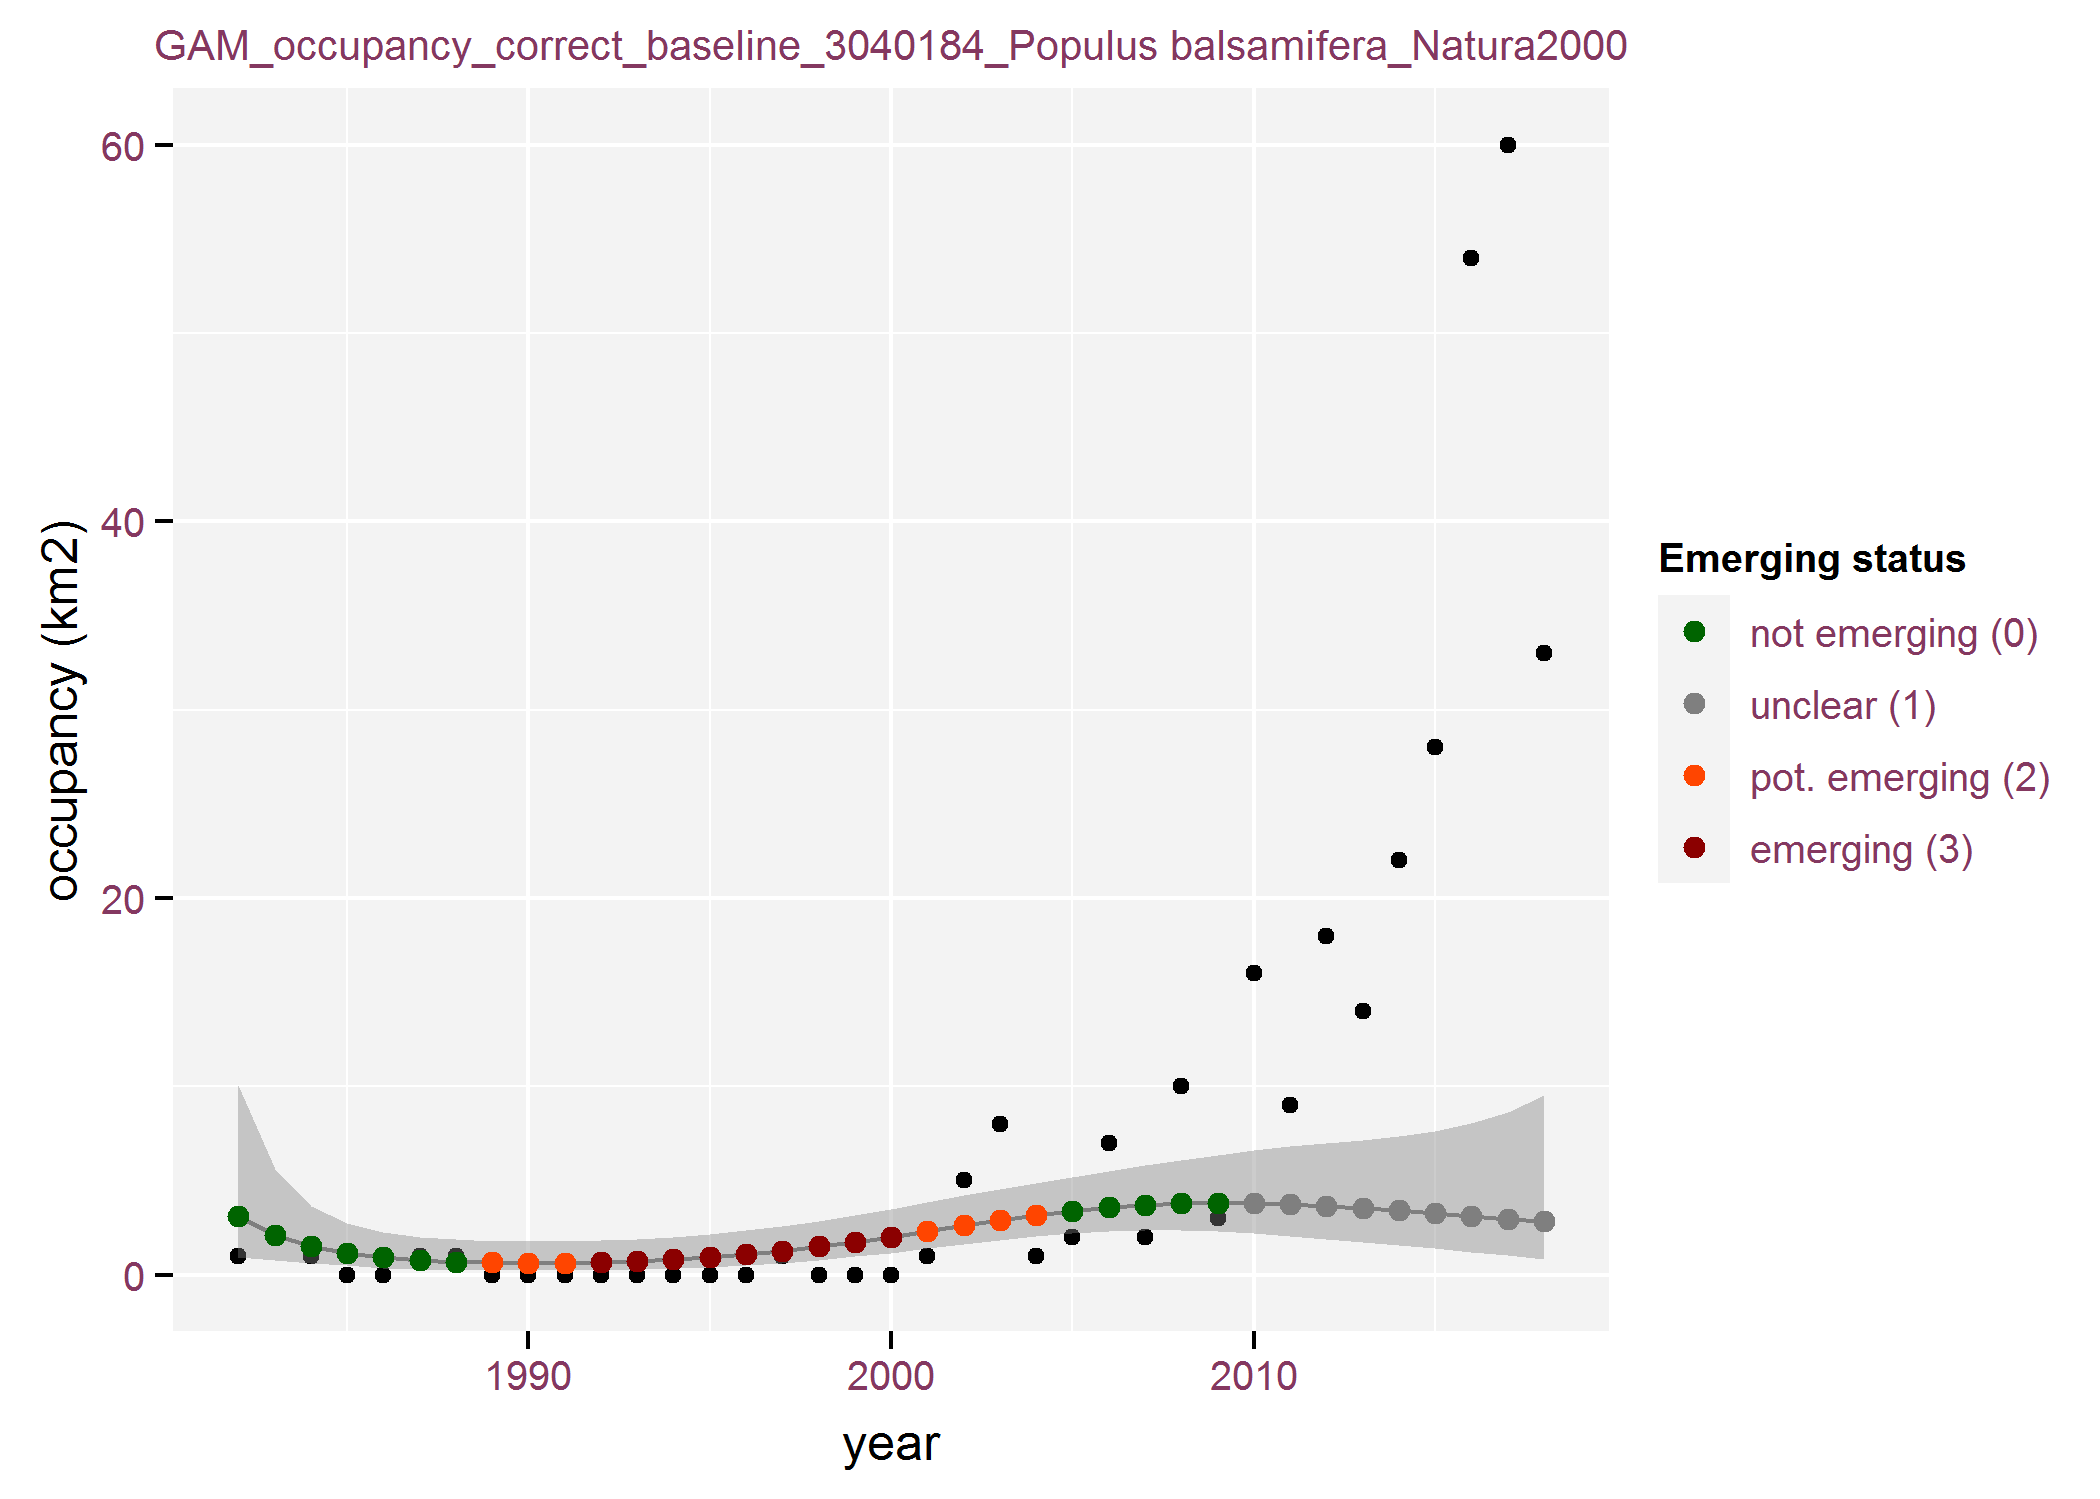 GAM_occupancy_correct_baseline_3040184_Populus balsamifera_Natura2000
60
40
20
0
occupancy (km2)
1990
2000
2010
year
Emerging status
not emerging (0)
unclear (1)
pot. emerging (2)
emerging (3)